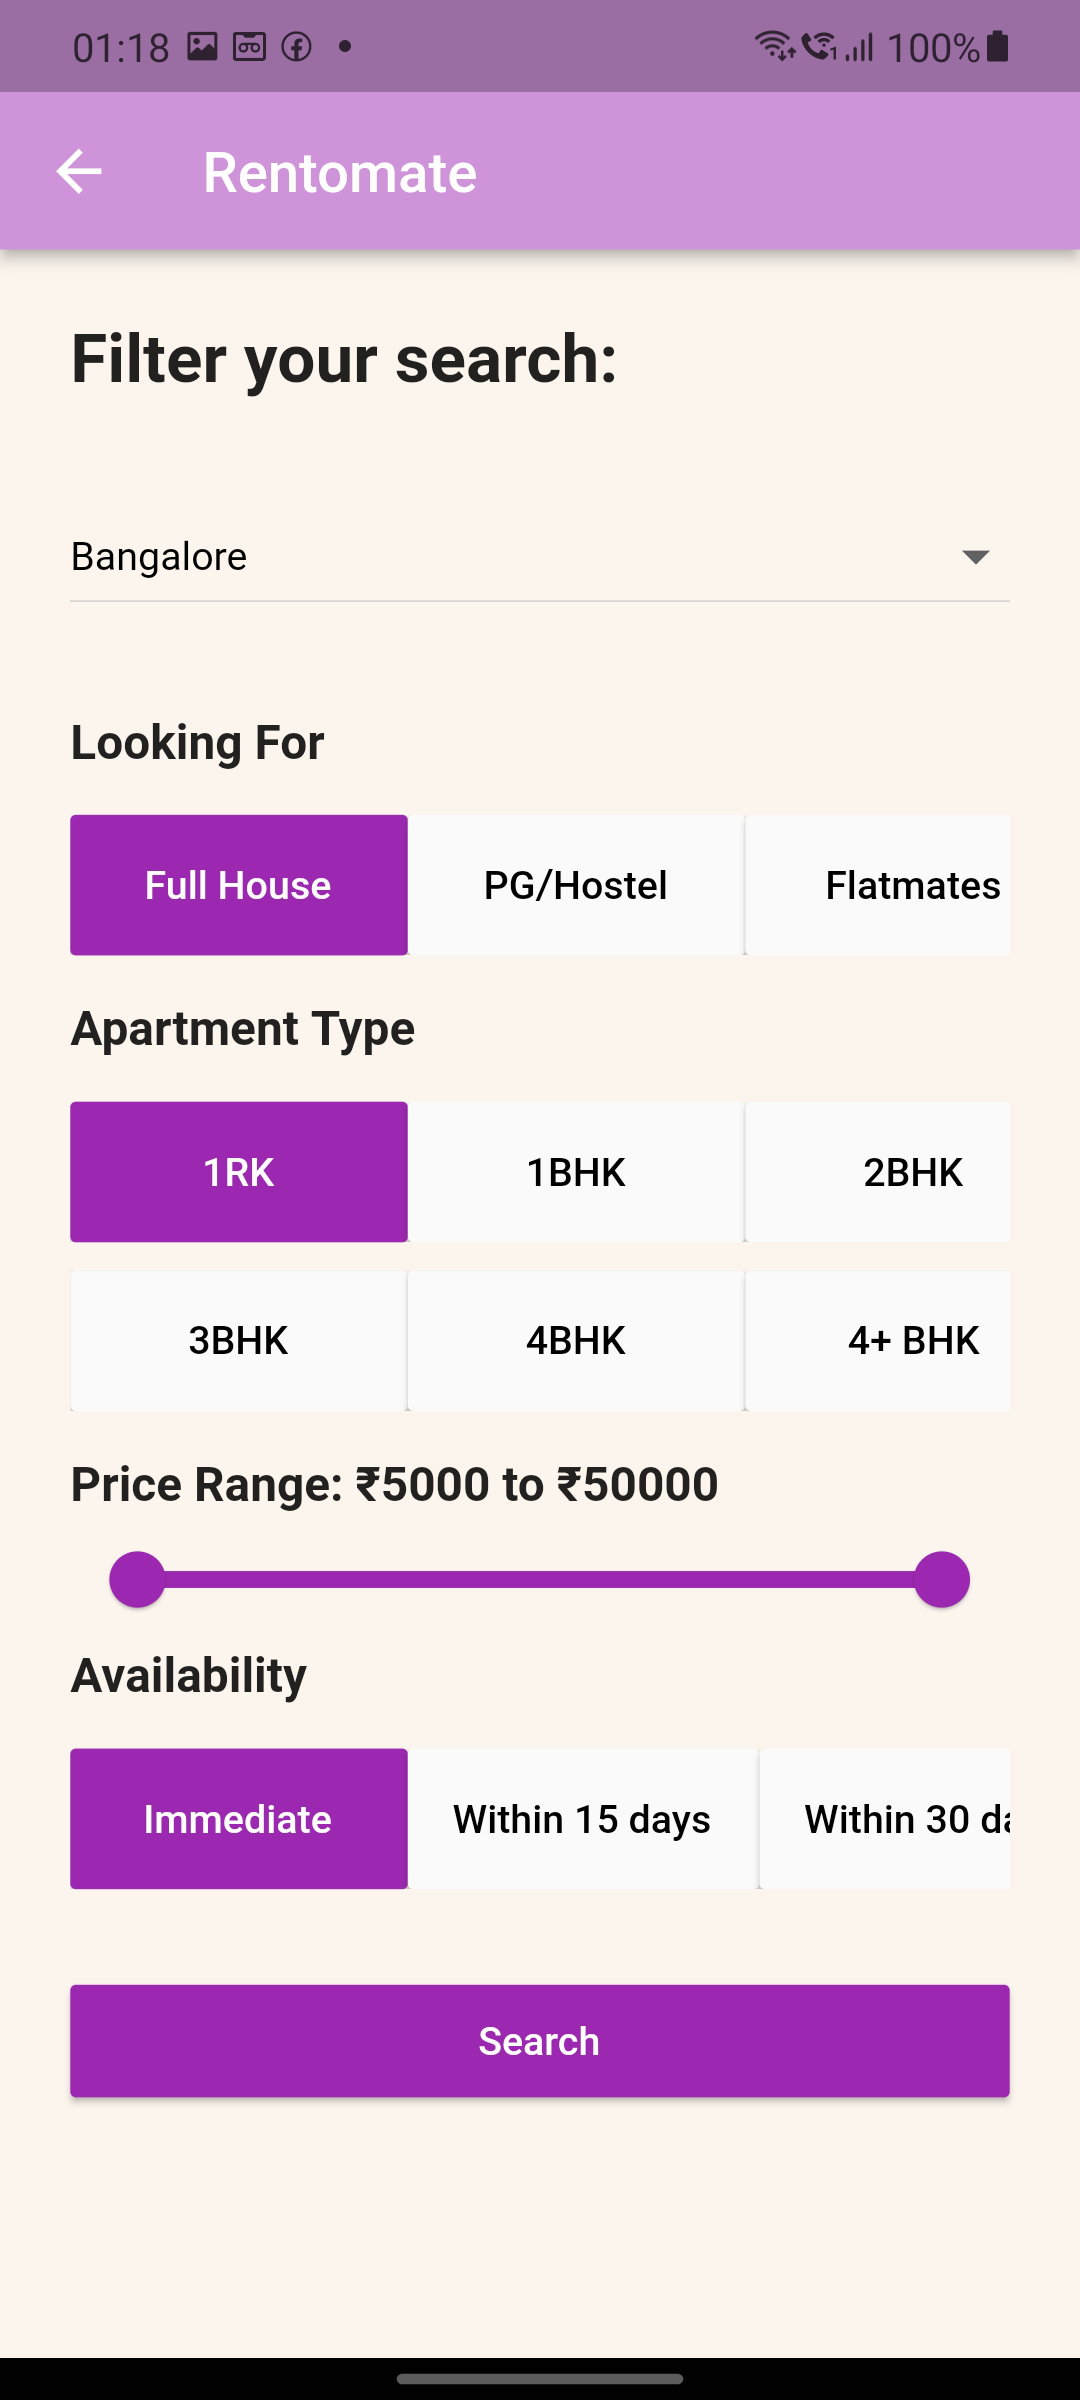 01:18 1 100%
Rentomate
Filter your search:
Bangalore
Looking For
Full House PG/Hostel Flatmates
Apartment Type
1RK 1BHK 2BHK
3BHK 4BHK 4+ BHK
Price Range: ₹5000 to ₹50000
Availability
Immediate Within 15 days Within 30
Search